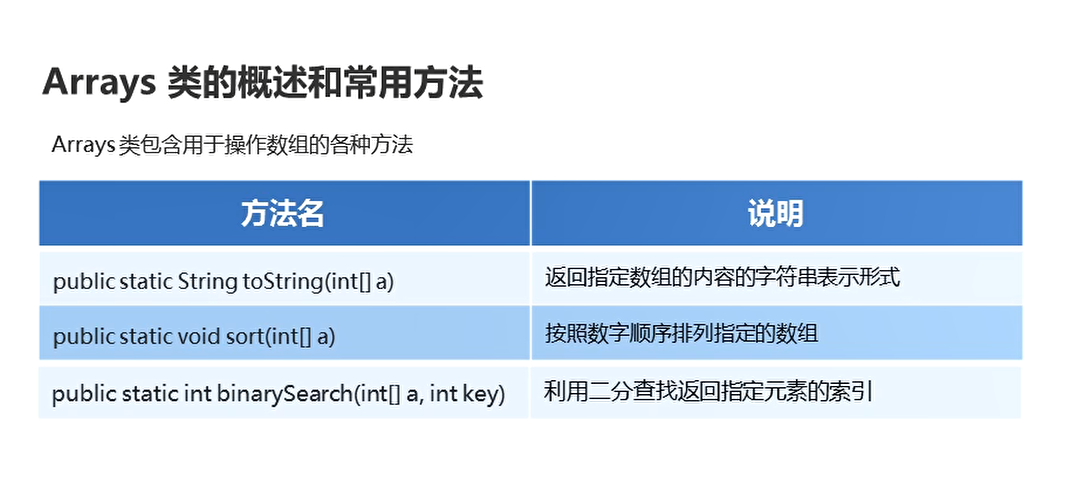 Arrays 类的概述和常用方法
Arrays 类包含用于操作数组的各种方法
方法名 说明
public static String toString(int[] a) 返回指定数组的内容的字符串表示形式
public static void sort(int[] a) 按照数字顺序排列指定的数组
public static int binarySearch(int[] a, int key) 利用二分查找返回指定元素的索引